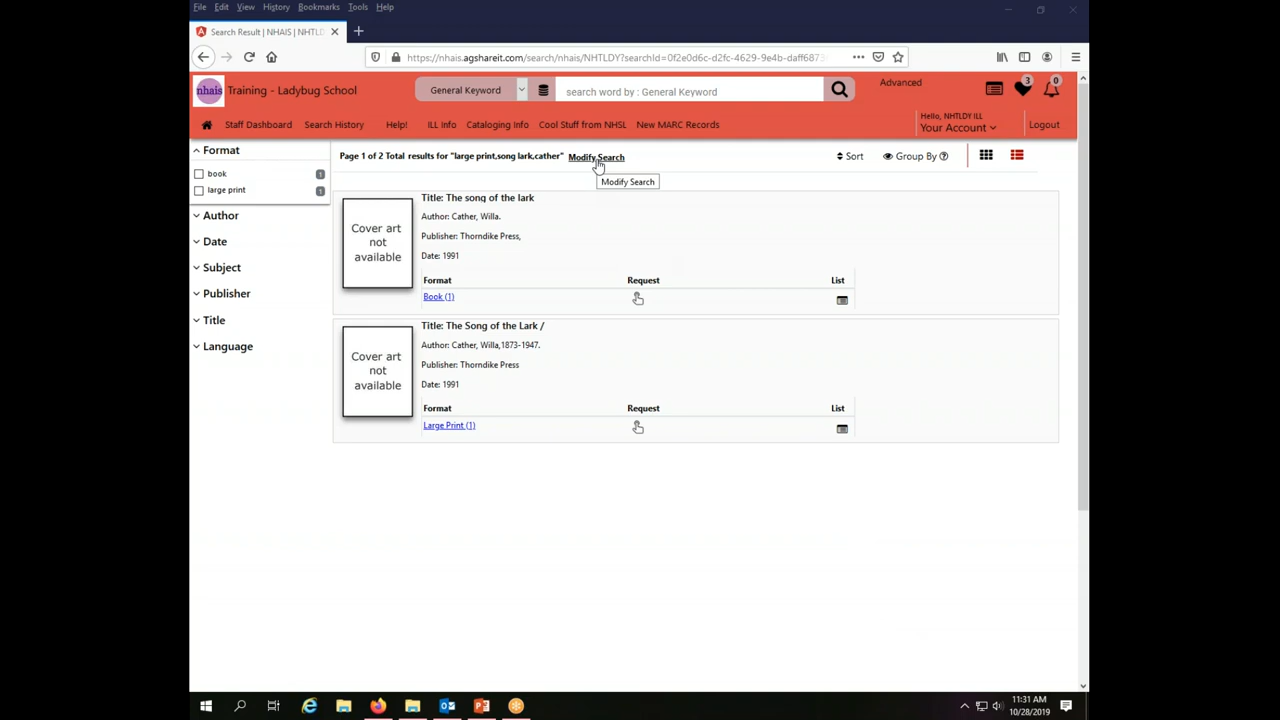 File Edit View History Bookmarks Tools Help
Search Result | NHAIS | NHTLD
https://nhais.agshareit.com/search/nhais/NHTLDY?searchId=0f2e0d6c-d2fc-4629-9e4b-daff6873
nhais Training - Ladybug School General Keyword search word by : General Keyword Advanced 3 0
Staff Dashboard Search History Help! ILL Info Cataloging Info Cool Stuff from NHSL New MARC Records Hello, NHTLDY ILL Your Account Logout
Format
book 1
large print 1
Author
Date
Subject
Publisher
Title
Language
Page 1 of 2 Total results for "large print,song lark,cather" Modify Search Sort Group By
Modify Search
Cover art not available
Title: The song of the lark
Author: Cather, Willa.
Publisher: Thorndike Press,
Date: 1991
Format Request List
Book (1)
Cover art not available
Title: The Song of the Lark /
Author: Cather, Willa,1873-1947.
Publisher: Thorndike Press
Date: 1991
Format Request List
Large Print (1)
11:31 AM
10/28/2019